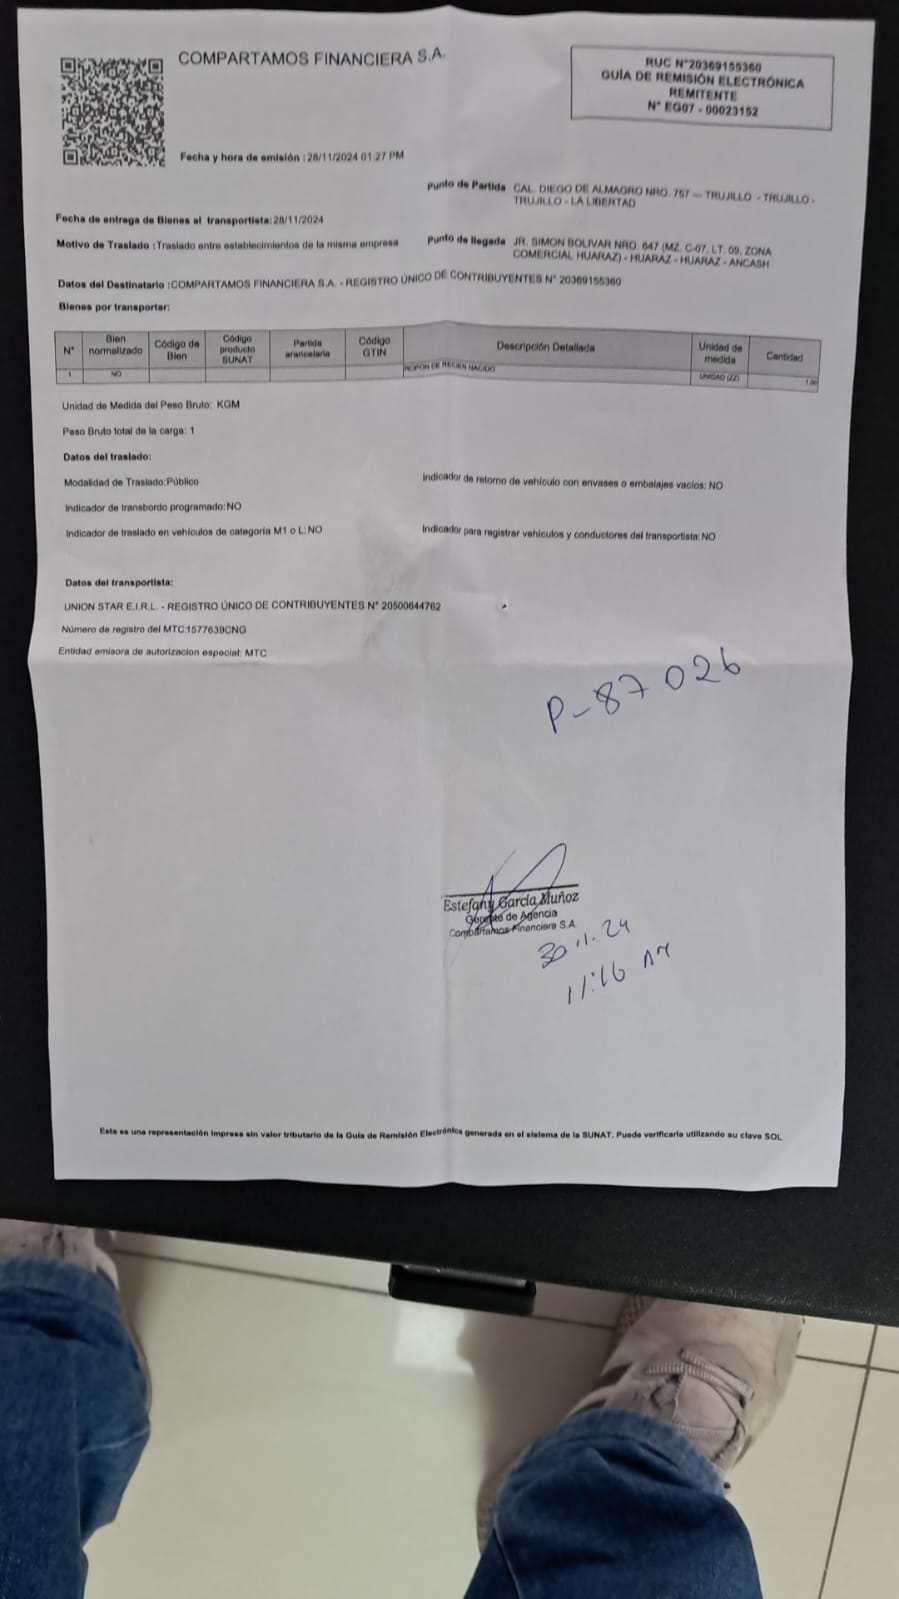 COMPARTAMOS FINANCIERA S.A.
RUC N°20369155360
GUÍA DE REMISIÓN ELECTRÓNICA
REMITENTE
N° EG07 - 00023152
Fecha y hora de emisión :28/11/2024 01:27 PM
Punto de Partida CAL. DIEGO DE ALMAGRO NRO. 757 --- TRUJILLO - TRUJILLO -
TRUJILLO - LA LIBERTAD
Fecha de entrega de Bienes al transportista:28/11/2024
Motivo de Traslado :Traslado entre establecimientos de la misma empresa
Punto de llegada JR. SIMON BOLIVAR NRO. 647 (MZ. C-07, LT. 09, ZONA
COMERCIAL HUARAZ) - HUARAZ - HUARAZ - ANCASH
Datos del Destinatario :COMPARTAMOS FINANCIERA S.A. - REGISTRO ÚNICO DE CONTRIBUYENTES N° 20369155360
Bienes por transportar:
N° Bien normalizado Código de Bien Código producto SUNAT Partida arancelaria Código GTIN Descripción Detallada Unidad de medida Cantidad
1 NO ROPON DE RECIEN NACIDO UNIDAD (ZZ) 1.00
Unidad de Medida del Peso Bruto: KGM
Peso Bruto total de la carga: 1
Datos del traslado:
Modalidad de Traslado:Público
Indicador de retorno de vehículo con envases o embalajes vacíos: NO
Indicador de transbordo programado:NO
Indicador de traslado en vehículos de categoría M1 o L:NO
Indicador para registrar vehículos y conductores del transportista:NO
Datos del transportista:
UNION STAR E.I.R.L. - REGISTRO ÚNICO DE CONTRIBUYENTES N° 20500644762
Número de registro del MTC:1577639CNG
Entidad emisora de autorizacion especial: MTC
P-87026
Estefany García Muñoz
Gerente de Agencia
Compartamos Financiera S.A.
30.11.24
11:16 AM
Esta es una representación impresa sin valor tributario de la Guía de Remisión Electrónica generada en el sistema de la SUNAT. Puede verificarla utilizando su clave SOL